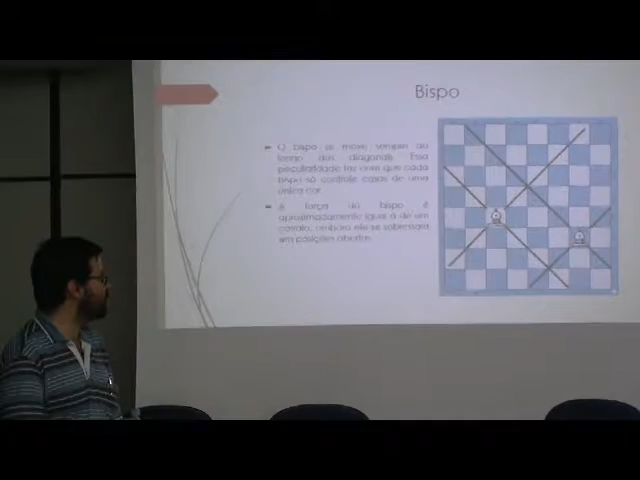 Bispo
O bispo se move sempre ao
longo das diagonais. Essa
peculiaridade faz com que cada
bispo só controle casas de uma
única cor.
A força do bispo é
aproximadamente igual à de um
cavalo, embora ele se sobressaia
em posições abertas.